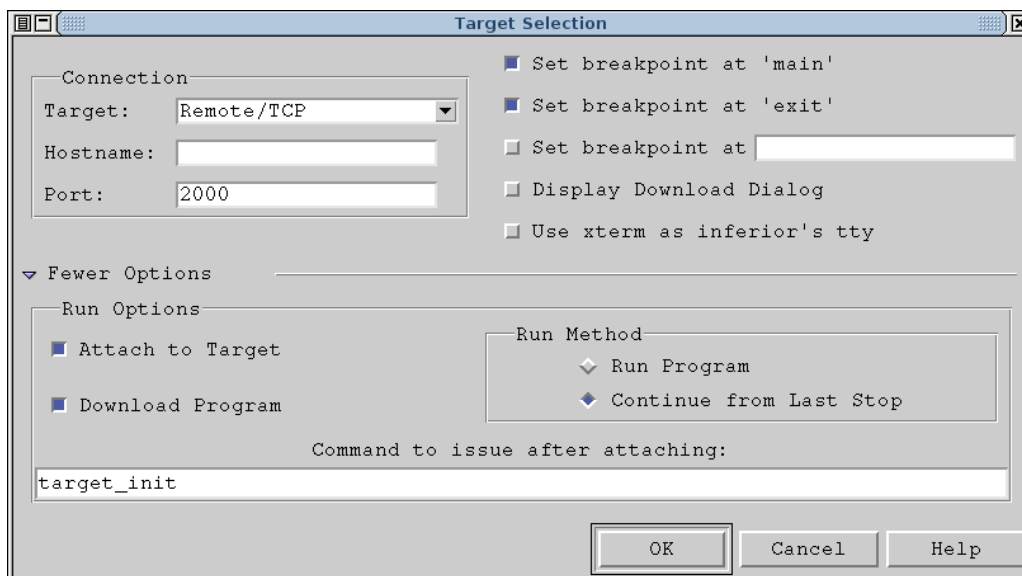 Target Selection
Connection
Target: Remote/TCP
Hostname:
Port: 2000
Set breakpoint at 'main'
Set breakpoint at 'exit'
Set breakpoint at
Display Download Dialog
Use xterm as inferior's tty
Fewer Options
Run Options
Attach to Target
Download Program
Run Method
Run Program
Continue from Last Stop
Command to issue after attaching:
target_init
OK Cancel Help